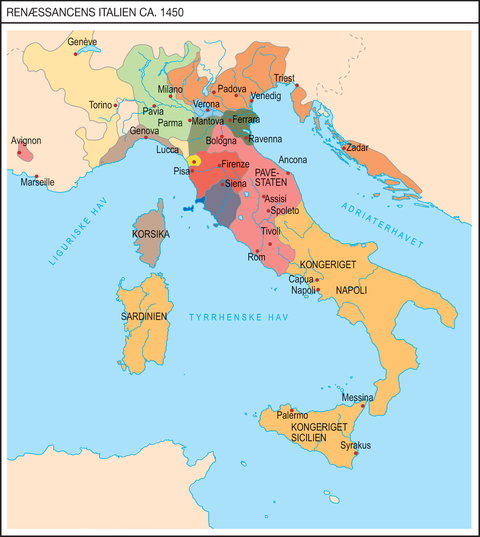 RENÆSSANCENS ITALIEN CA. 1450
Genève
Milano
Padova
Triest
Verona
Venedig
Torino
Pavia
Parma
Mantova
Ferrara
Genova
Bologna
Ravenna
Avignon
Lucca
Zadar
Marseille
Pisa
Firenze
Ancona
PAVE-
STATEN
Siena
Assisi
Spoleto
LIGURISKE HAV
ADRIATERHAVET
KORSIKA
Tivoli
Rom
KONGERIGET
NAPOLI
Capua
Napoli
SARDINIEN
TYRRHENSKE HAV
Messina
Palermo
KONGERIGET
SICILIEN
Syrakus